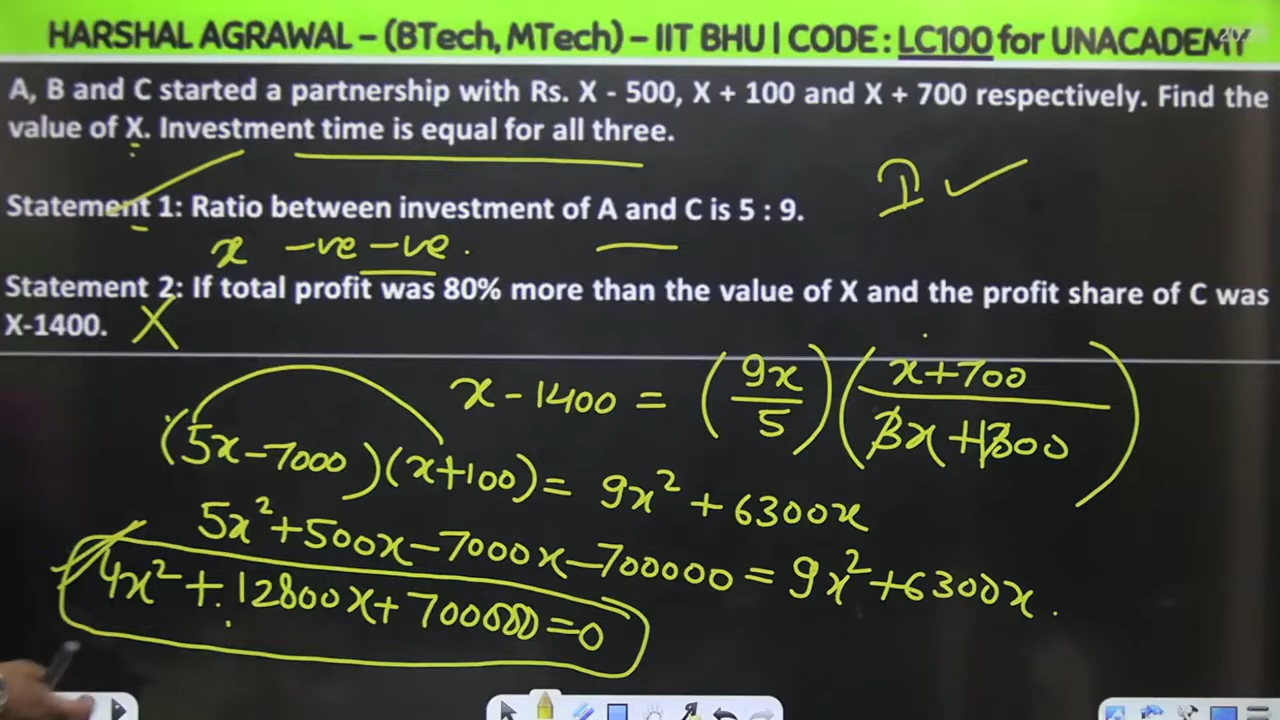 HARSHAL AGRAWAL – (BTech, MTech) – IIT BHU | CODE : LC100 for UNACADEMY
A, B and C started a partnership with Rs. X - 500, X + 100 and X + 700 respectively. Find the
value of X. Investment time is equal for all three.
I ✓
Statement 1: Ratio between investment of A and C is 5 : 9.
x -ve -ve.
Statement 2: If total profit was 80% more than the value of X and the profit share of C was
X-1400. X
x - 1400 = (9x/5)((x+700)/(3x+300))
(5x-7000)(x+100) = 9x² + 6300x
5x²+500x-7000x-700000 = 9x²+6300x.
4x² + 12800x + 700000 = 0